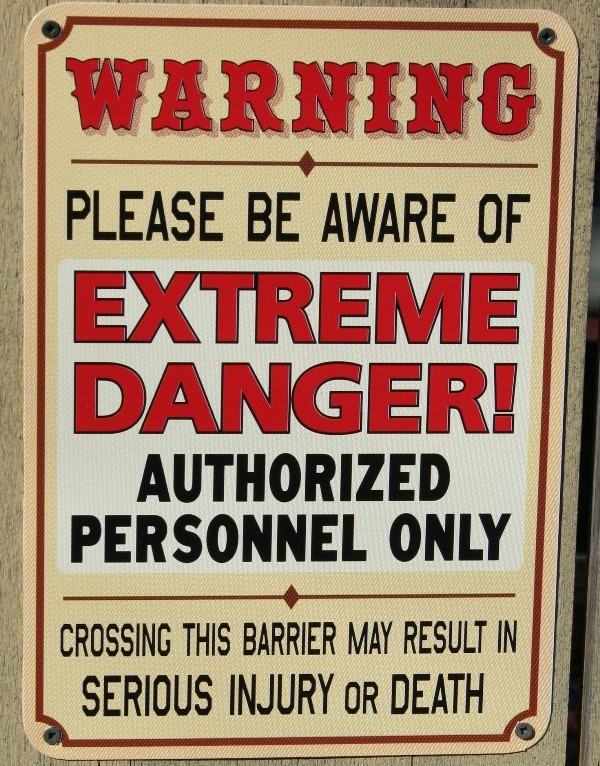 WARNING
PLEASE BE AWARE OF
EXTREME
DANGER!
AUTHORIZED
PERSONNEL ONLY
CROSSING THIS BARRIER MAY RESULT IN
SERIOUS INJURY OR DEATH